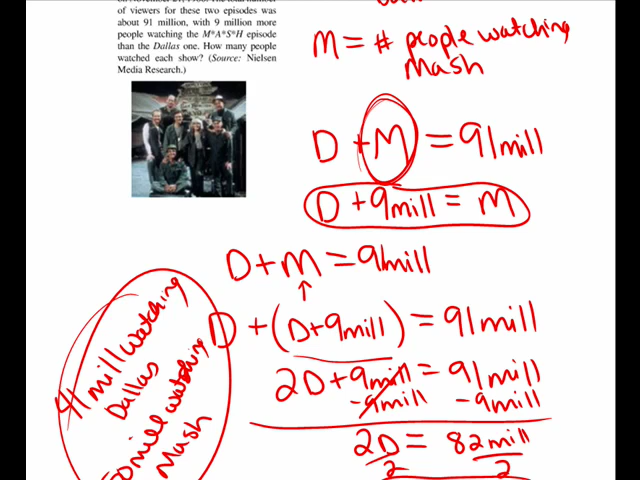 on November 21, 1980. The total number
of viewers for these two episodes was
about 91 million, with 9 million more
people watching the M*A*S*H episode
than the Dallas one. How many people
watched each show? (Source: Nielsen
Media Research.)
M = # people watching
Mash
D + M = 91mill
D + 9mill = M
D + M = 91mill
D + (D + 9mill) = 91mill
2D + 9mill = 91mill
-9mill -9mill
2D = 82mill
2 2
41 mill watching
Dallas
50 mill watching
Mash